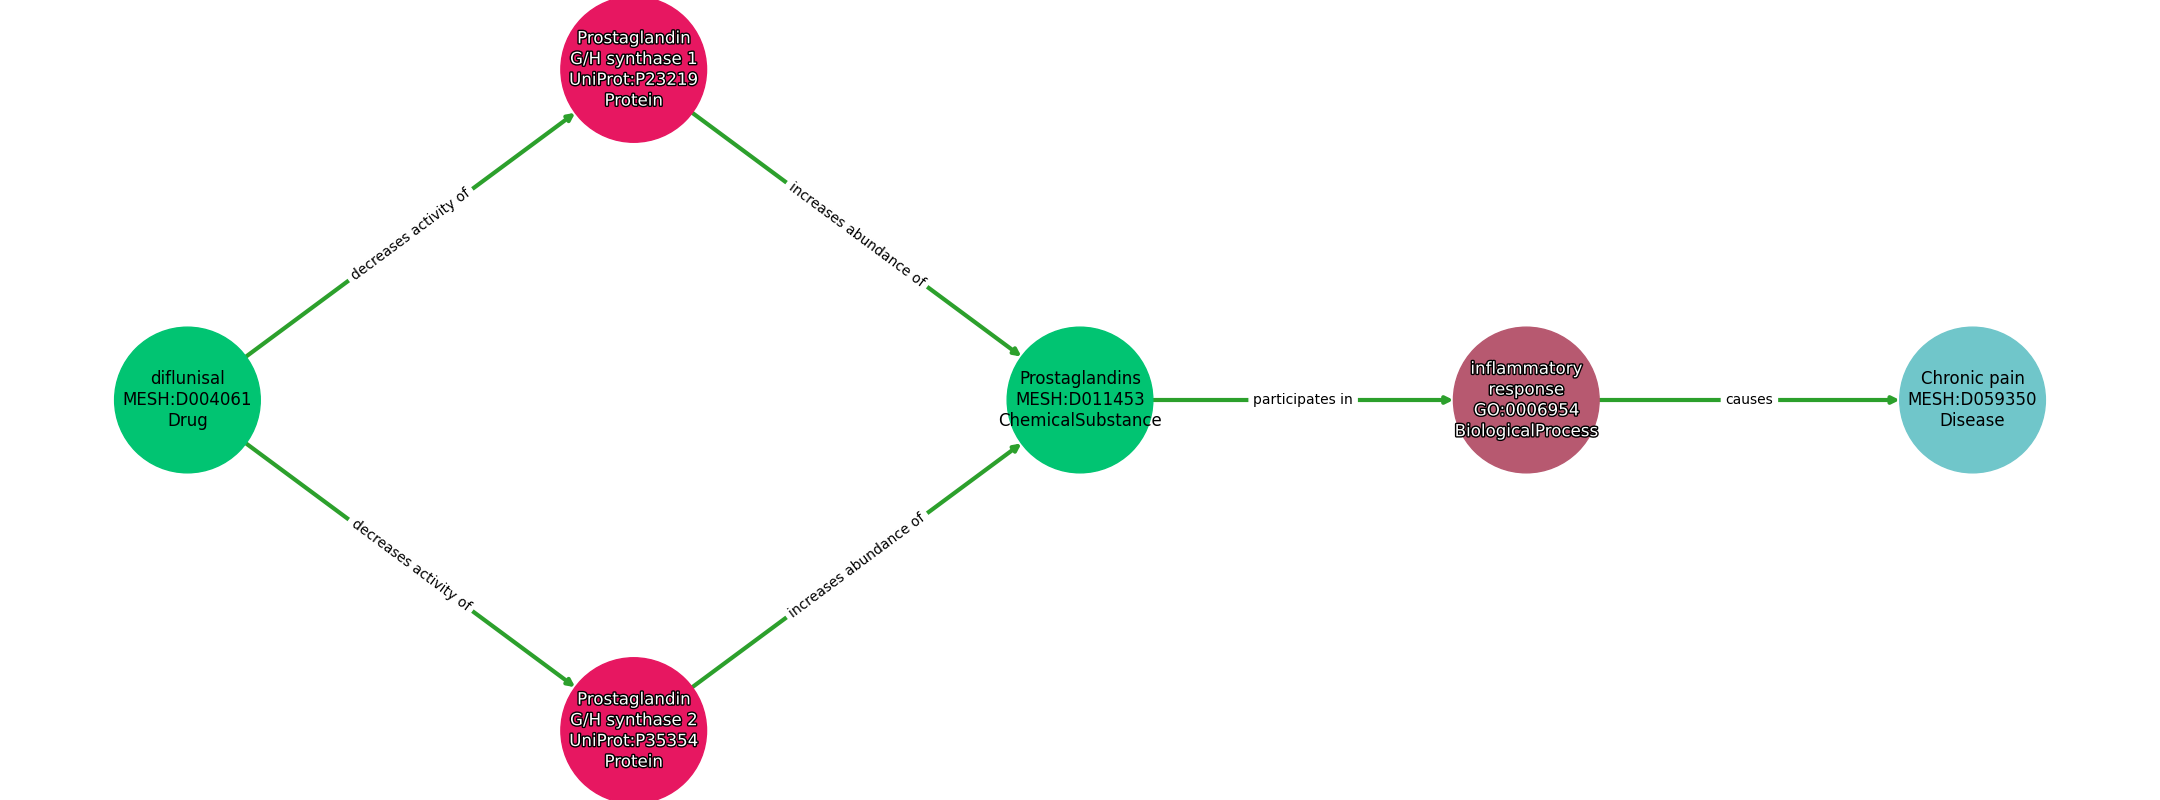 Prostaglandin
G/H synthase 1
UniProt:P23219
Protein
decreases activity of
increases abundance of
diflunisal
MESH:D004061
Drug
Prostaglandins
MESH:D011453
ChemicalSubstance
participates in
inflammatory
response
GO:0006954
BiologicalProcess
causes
Chronic pain
MESH:D059350
Disease
decreases activity of
increases abundance of
Prostaglandin
G/H synthase 2
UniProt:P35354
Protein